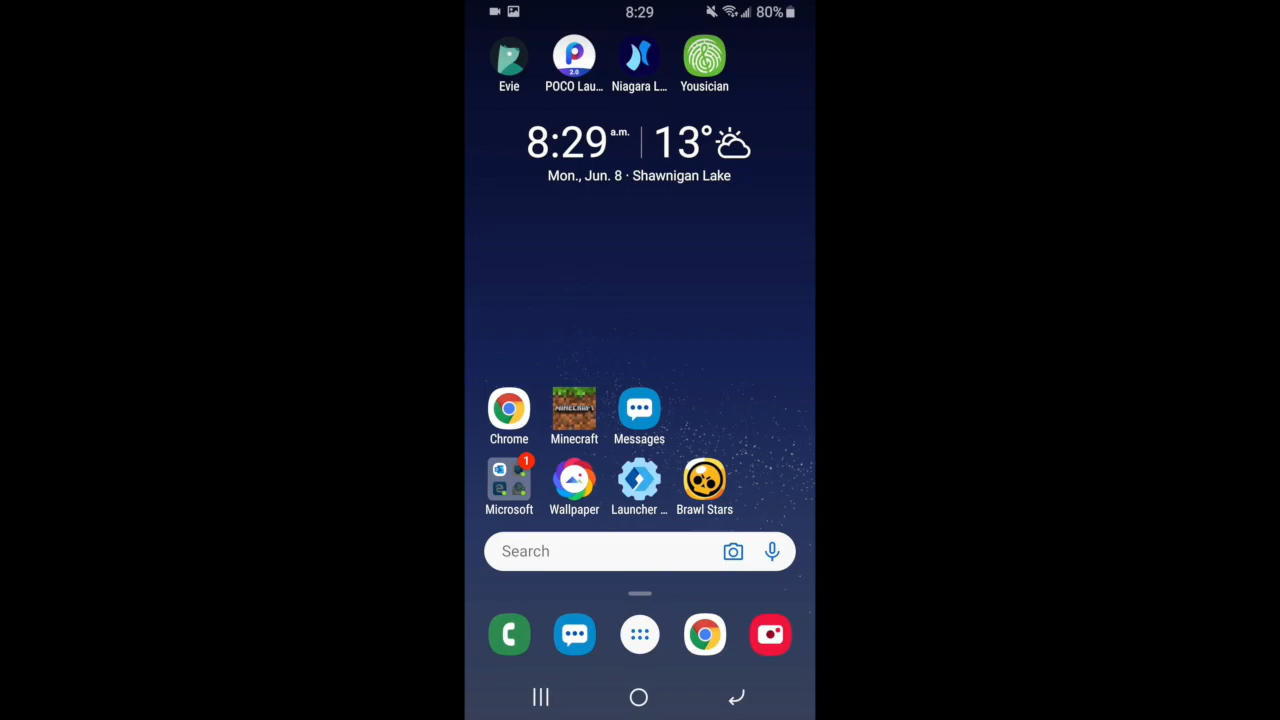 8:29 80%
Evie POCO Lau... Niagara L... Yousician
8:29 a.m. 13°
Mon., Jun. 8 · Shawnigan Lake
Chrome Minecraft Messages
1
Microsoft Wallpaper Launcher ... Brawl Stars
Search